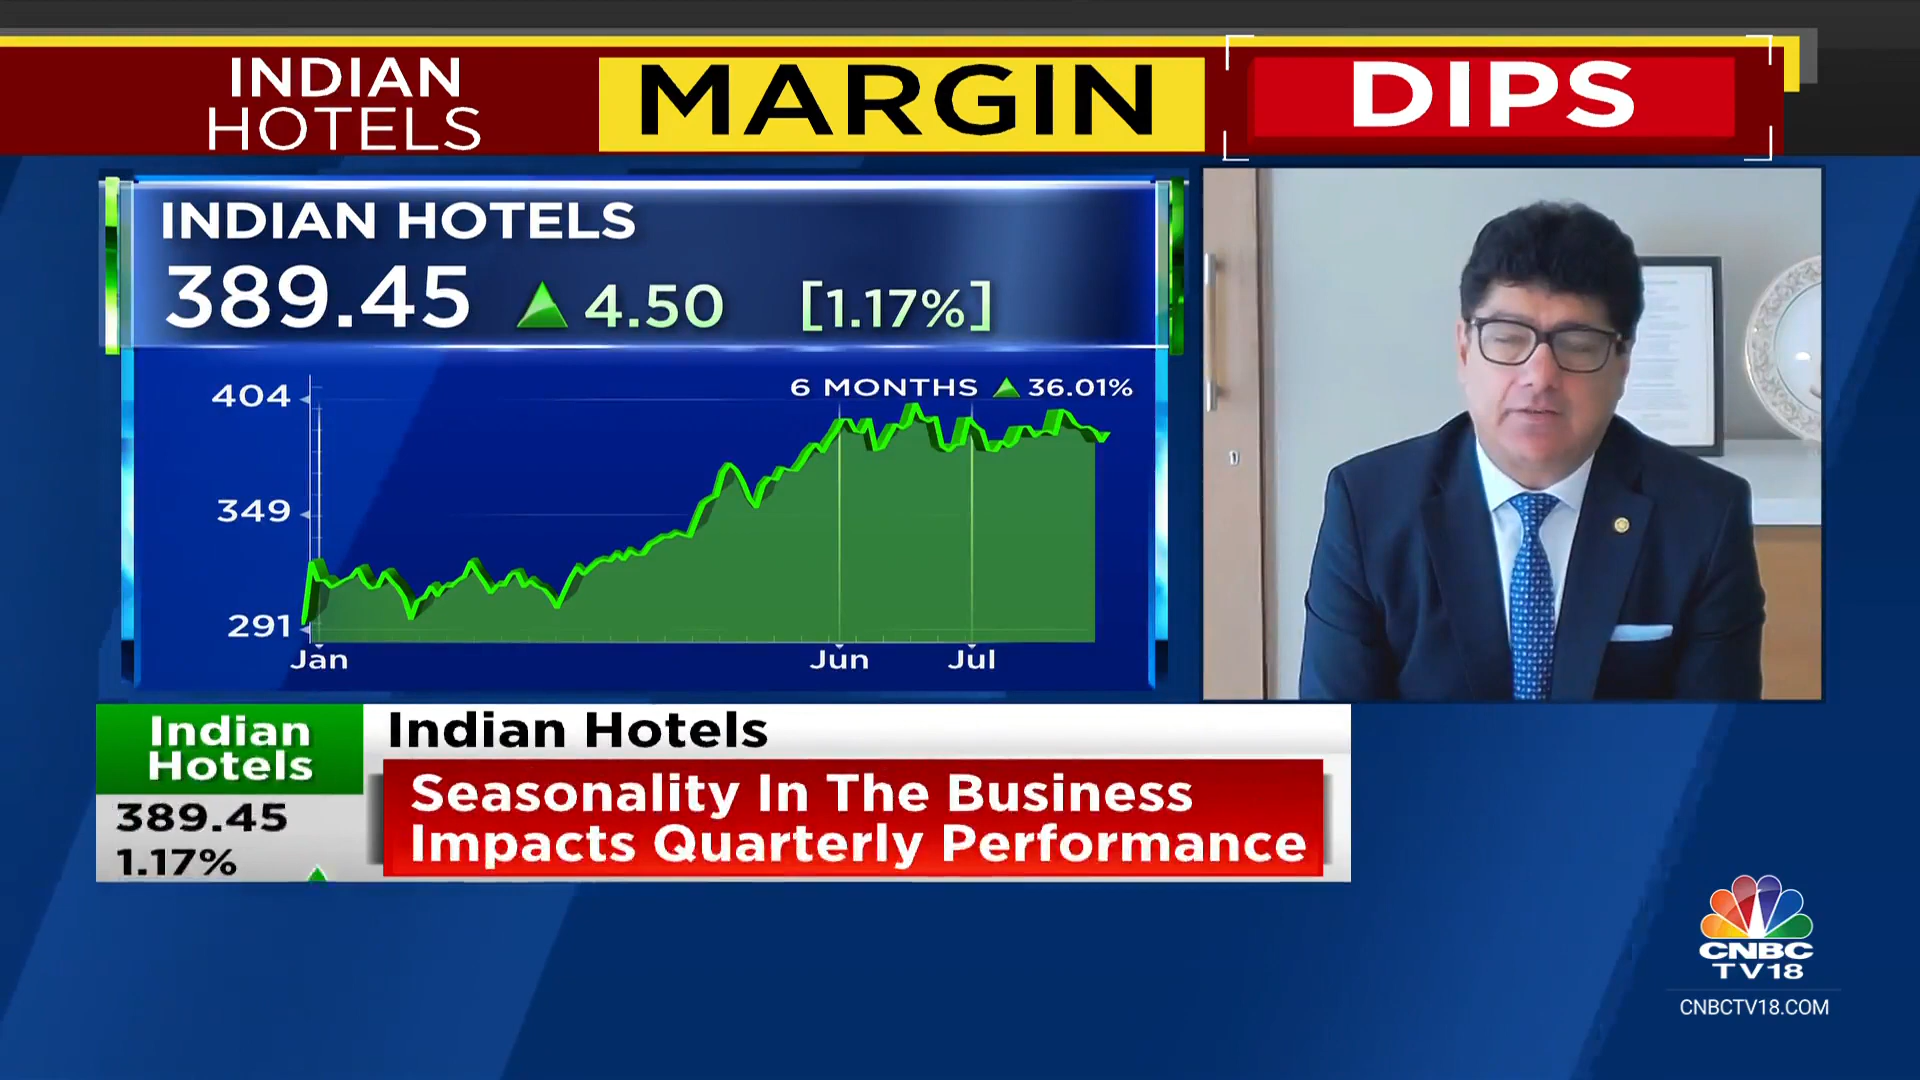 INDIAN
HOTELS
MARGIN
DIPS
INDIAN HOTELS
389.45 ▲ 4.50 [1.17%]
6 MONTHS ▲ 36.01%
404
349
291
Jan Jun Jul
Indian
Hotels
389.45
1.17%
Indian Hotels
Seasonality In The Business
Impacts Quarterly Performance
CNBC
TV18
CNBCTV18.COM